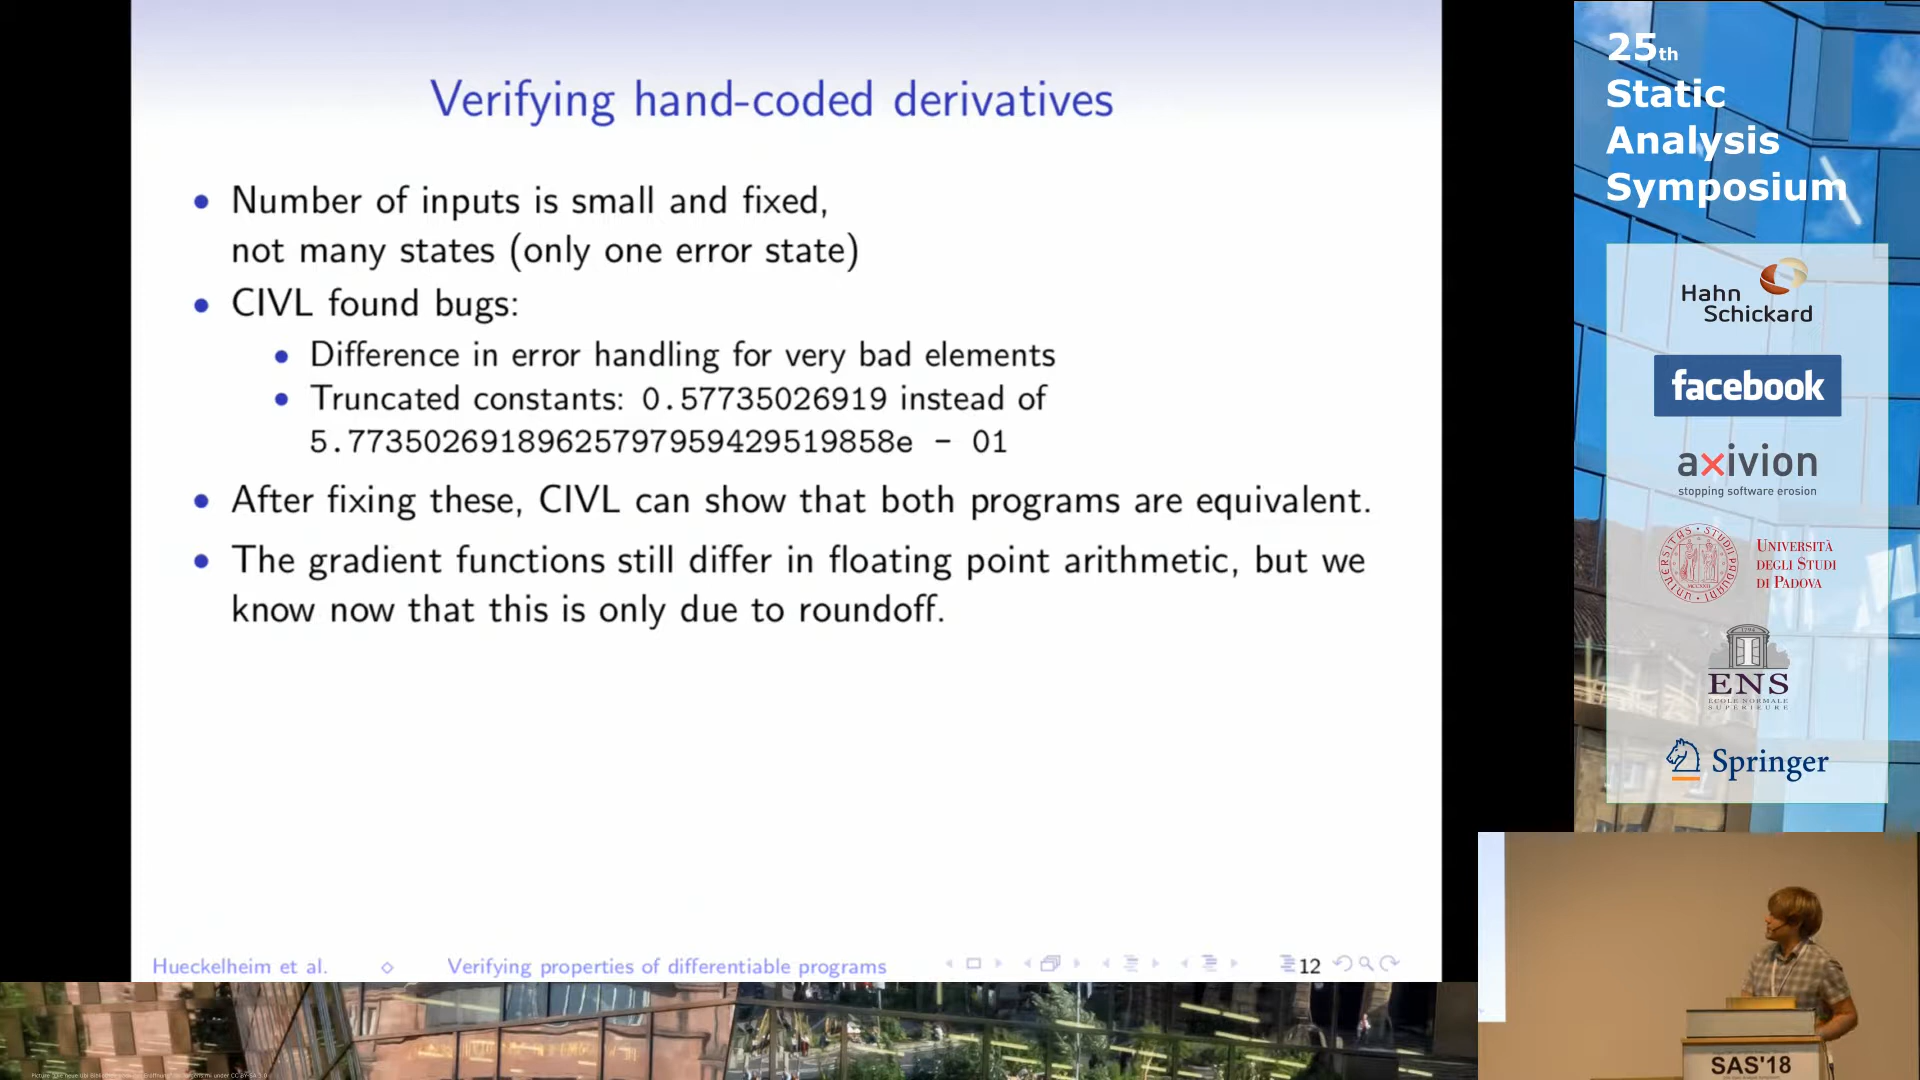 Verifying hand-coded derivatives
• Number of inputs is small and fixed,
not many states (only one error state)
• CIVL found bugs:
• Difference in error handling for very bad elements
• Truncated constants: 0.57735026919 instead of
5.77350269189625797959429519858e - 01
• After fixing these, CIVL can show that both programs are equivalent.
• The gradient functions still differ in floating point arithmetic, but we
know now that this is only due to roundoff.
Hueckelheim et al. ◇ Verifying properties of differentiable programs 12
25th
Static
Analysis
Symposium
Hahn
Schickard
facebook
axivion
stopping software erosion
UNIVERSITÀ
DEGLI STUDI
DI PADOVA
ENS
ECOLE NORMALE
SUPERIEURE
Springer
SAS'18